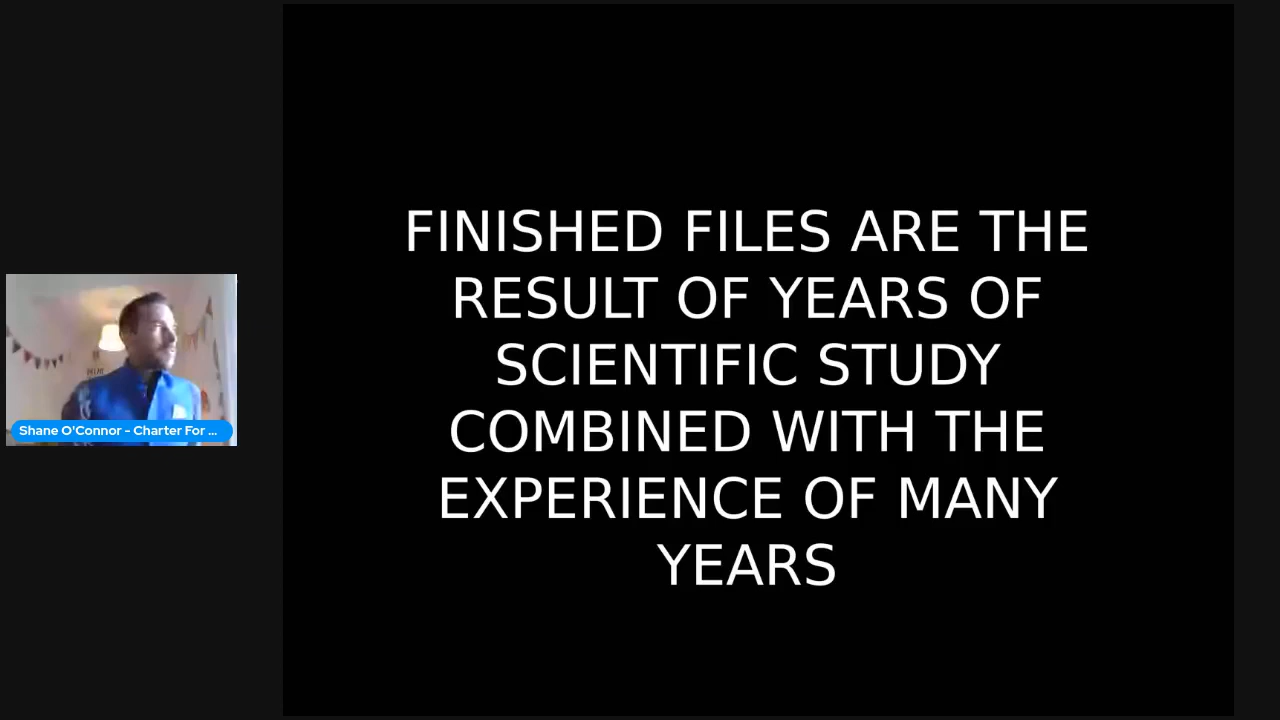 Shane O'Connor - Charter For ...
FINISHED FILES ARE THE
RESULT OF YEARS OF
SCIENTIFIC STUDY
COMBINED WITH THE
EXPERIENCE OF MANY
YEARS